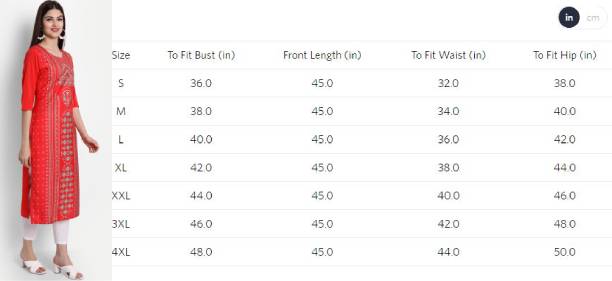 in cm
Size To Fit Bust (in) Front Length (in) To Fit Waist (in) To Fit Hip (in)
S 36.0 45.0 32.0 38.0
M 38.0 45.0 34.0 40.0
L 40.0 45.0 36.0 42.0
XL 42.0 45.0 38.0 44.0
XXL 44.0 45.0 40.0 46.0
3XL 46.0 45.0 42.0 48.0
4XL 48.0 45.0 44.0 50.0